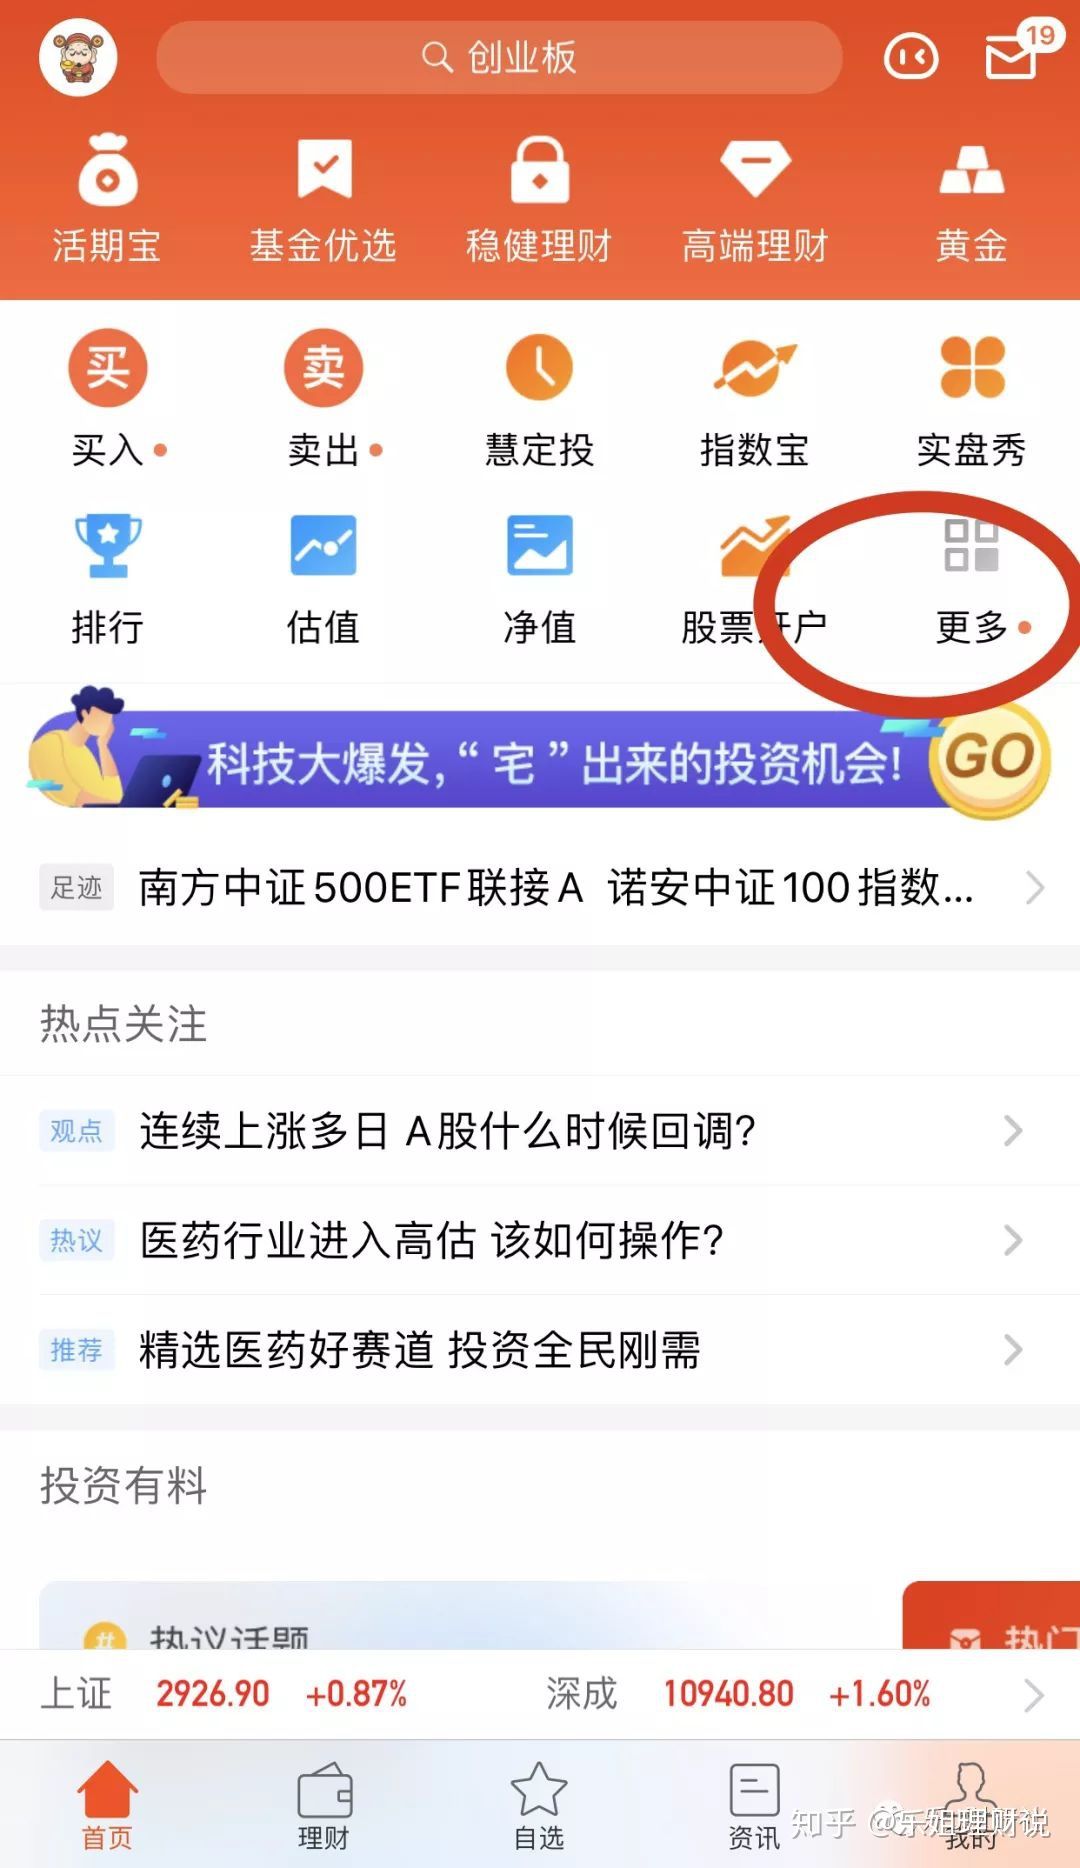 创业板
19
活期宝 基金优选 稳健理财 高端理财 黄金
买 卖
买入 卖出 慧定投 指数宝 实盘秀
排行 估值 净值 股票开户 更多
科技大爆发，“宅”出来的投资机会!
GO
足迹 南方中证500ETF联接A 诺安中证100指数...
热点关注
观点 连续上涨多日 A股什么时候回调?
热议 医药行业进入高估 该如何操作?
推荐 精选医药好赛道 投资全民刚需
投资有料
# 热议话题 热门
上证 2926.90 +0.87% 深成 10940.80 +1.60%
首页 理财 自选 资讯 我的
知乎 @乐姐理财说